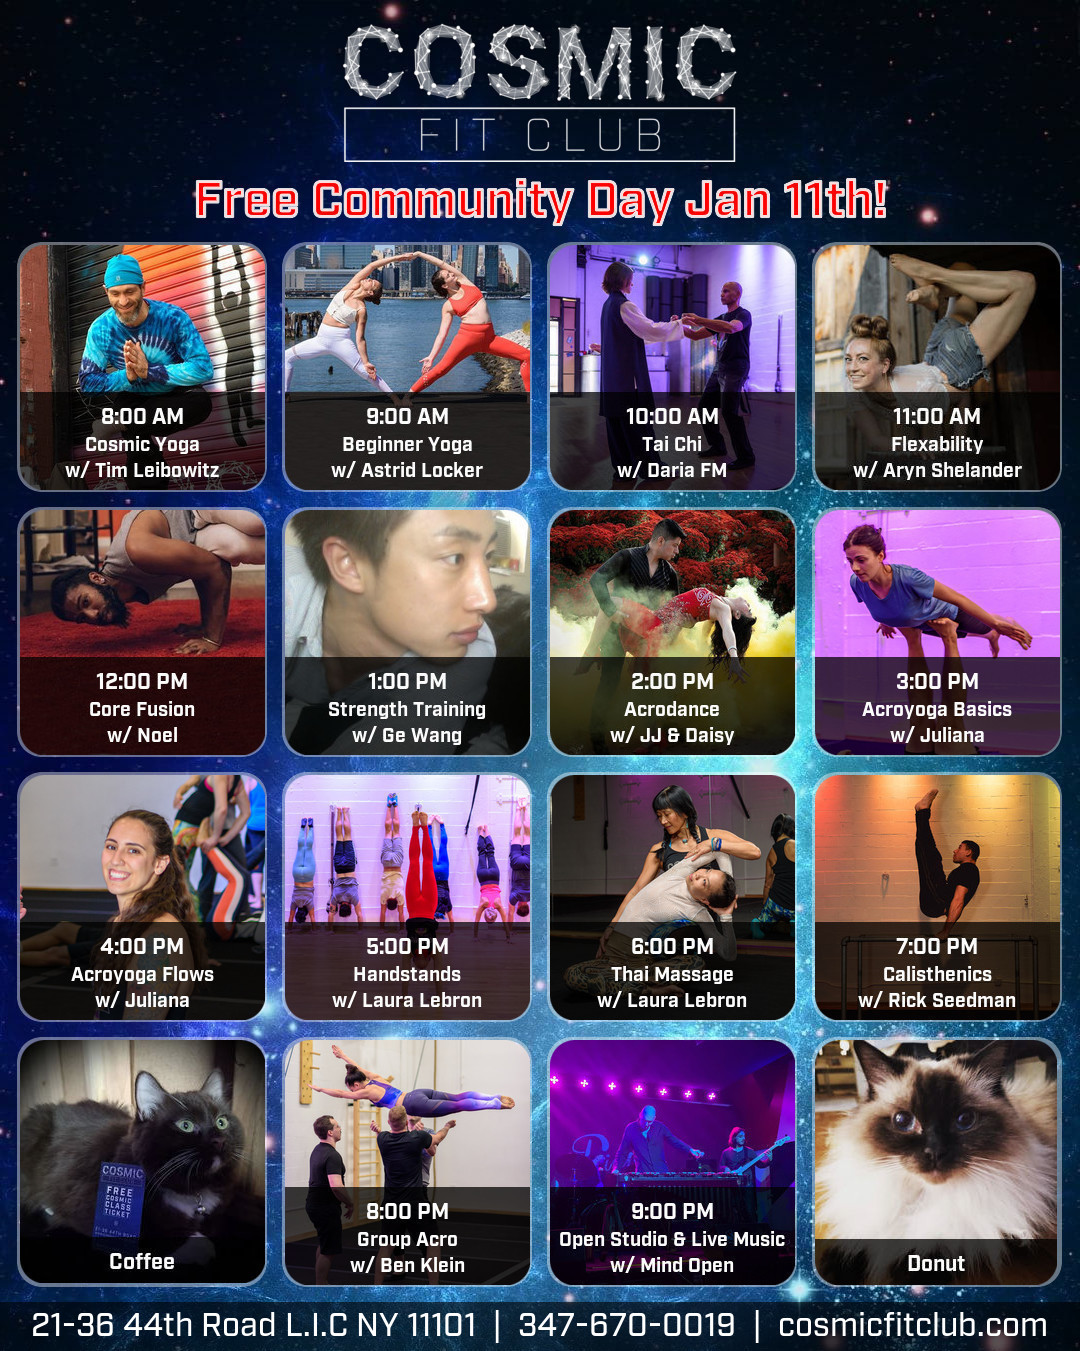 COSMIC
FIT CLUB
Free Community Day Jan 11th!
8:00 AM
Cosmic Yoga
w/ Tim Leibowitz
9:00 AM
Beginner Yoga
w/ Astrid Locker
10:00 AM
Tai Chi
w/ Daria FM
11:00 AM
Flexability
w/ Aryn Shelander
12:00 PM
Core Fusion
w/ Noel
1:00 PM
Strength Training
w/ Ge Wang
2:00 PM
Acrodance
w/ JJ & Daisy
3:00 PM
Acroyoga Basics
w/ Juliana
4:00 PM
Acroyoga Flows
w/ Juliana
5:00 PM
Handstands
w/ Laura Lebron
6:00 PM
Thai Massage
w/ Laura Lebron
7:00 PM
Calisthenics
w/ Rick Seedman
COSMIC
FREE
COSMIC
CLASS
TICKET
Coffee
8:00 PM
Group Acro
w/ Ben Klein
9:00 PM
Open Studio & Live Music
w/ Mind Open
Donut
21-36 44th Road L.I.C NY 11101 | 347-670-0019 | cosmicfitclub.com